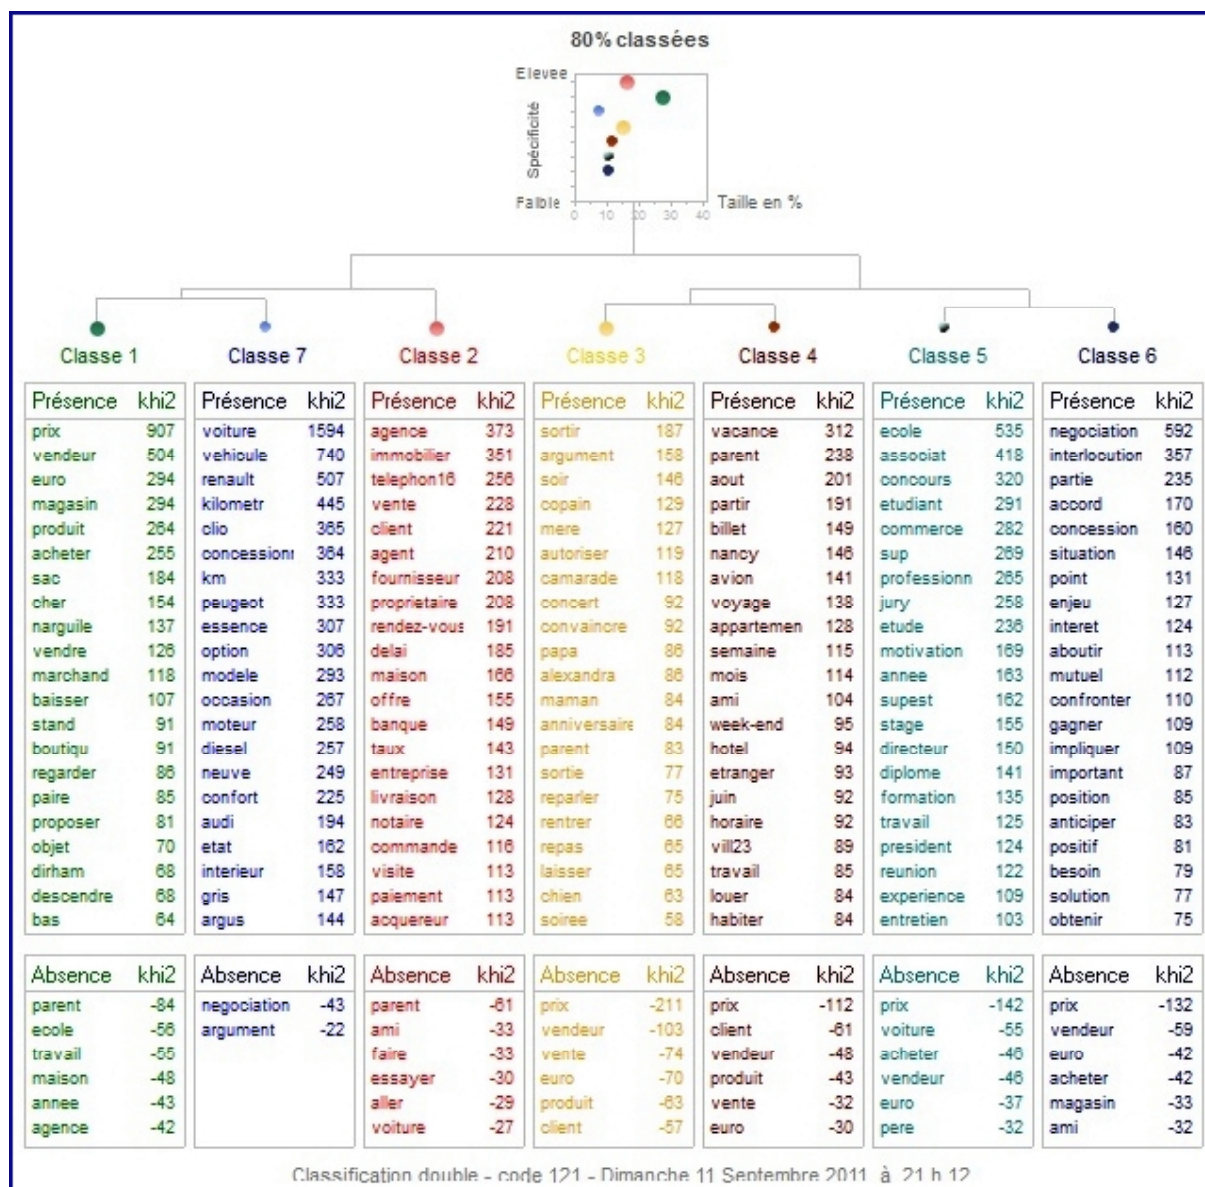 80% classées
Elevée
Spécificité
Faible
Taille en %
0 10 20 30 40
Classe 1 Classe 7 Classe 2 Classe 3 Classe 4 Classe 5 Classe 6
Présence khi2 Présence khi2 Présence khi2 Présence khi2 Présence khi2 Présence khi2 Présence khi2
prix 907 voiture 1594 agence 373 sortir 187 vacance 312 ecole 535 negociation 592
vendeur 504 vehicule 740 immobilier 351 argument 158 parent 238 associat 418 interlocution 357
euro 294 renault 507 telephon16 256 soir 146 aout 201 concours 320 partie 235
magasin 294 kilometr 445 vente 228 copain 129 partir 191 etudiant 291 accord 170
produit 264 clio 365 client 221 mere 127 billet 149 commerce 282 concession 160
acheter 255 concessionn 364 agent 210 autoriser 119 nancy 146 sup 269 situation 146
sac 184 km 333 fournisseur 208 camarade 118 avion 141 professionn 265 point 131
cher 154 peugeot 333 proprietaire 208 concert 92 voyage 138 jury 258 enjeu 127
narguile 137 essence 307 rendez-vous 191 convaincre 92 appartemen 128 etude 236 interet 124
vendre 126 option 306 delai 185 papa 86 semaine 115 motivation 169 aboutir 113
marchand 118 modele 293 maison 166 alexandra 86 mois 114 annee 163 mutuel 112
baisser 107 occasion 267 offre 155 maman 84 ami 104 supest 162 confronter 110
stand 91 moteur 258 banque 149 anniversaire 84 week-end 95 stage 155 gagner 109
boutiqu 91 diesel 257 taux 143 parent 83 hotel 94 directeur 150 impliquer 109
regarder 86 neuve 249 entreprise 131 sortie 77 etranger 93 diplome 141 important 87
paire 85 confort 225 livraison 128 reparler 75 juin 92 formation 135 position 85
proposer 81 audi 194 notaire 124 rentrer 66 horaire 92 travail 125 anticiper 83
objet 70 etat 162 commande 116 repas 65 vill23 89 president 124 positif 81
dirham 68 interieur 158 visite 113 laisser 65 travail 85 reunion 122 besoin 79
descendre 68 gris 147 paiement 113 chien 63 louer 84 experience 109 solution 77
bas 64 argus 144 acquereur 113 soiree 58 habiter 84 entretien 103 obtenir 75
Absence khi2 Absence khi2 Absence khi2 Absence khi2 Absence khi2 Absence khi2 Absence khi2
parent -84 negociation -43 parent -61 prix -211 prix -112 prix -142 prix -132
ecole -56 argument -22 ami -33 vendeur -103 client -61 voiture -55 vendeur -59
travail -55 faire -33 vente -74 vendeur -48 acheter -46 euro -42
maison -48 essayer -30 euro -70 produit -43 vendeur -46 acheter -42
annee -43 aller -29 produit -63 vente -32 euro -37 magasin -33
agence -42 voiture -27 client -57 euro -30 pere -32 ami -32
Classification double - code 121 - Dimanche 11 Septembre 2011 à 21 h 12